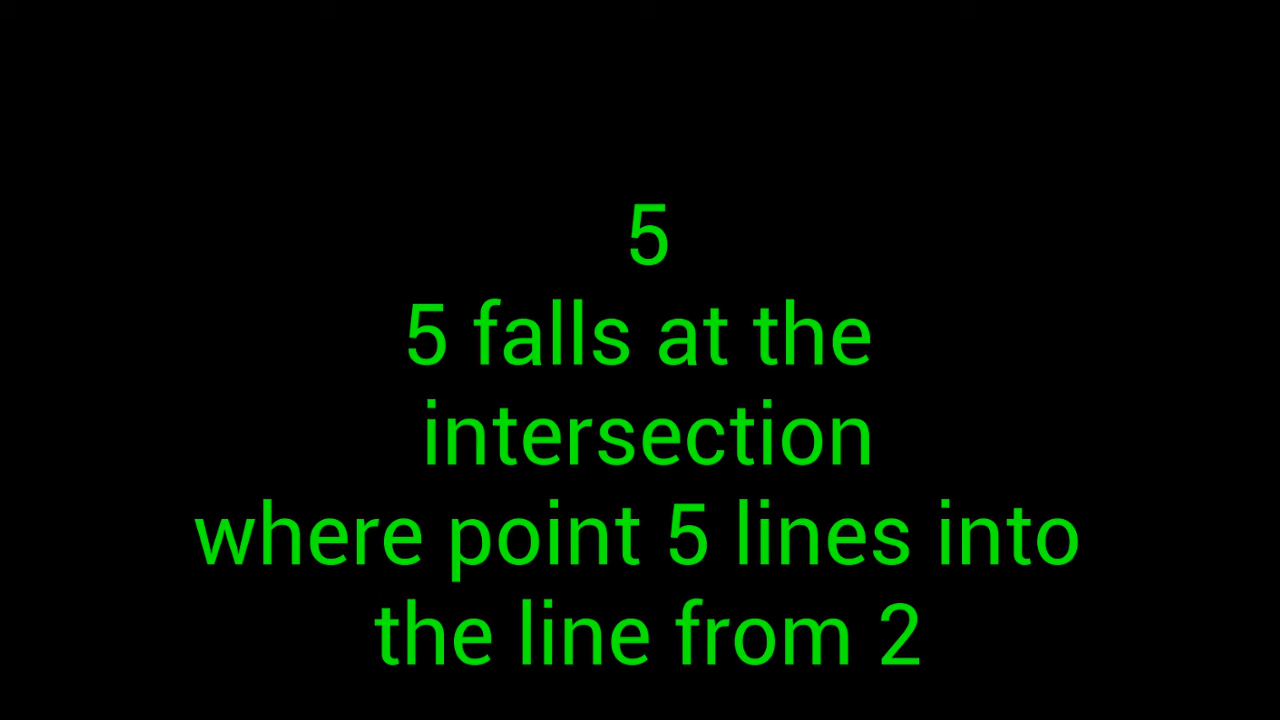 5
5 falls at the
intersection
where point 5 lines into
the line from 2